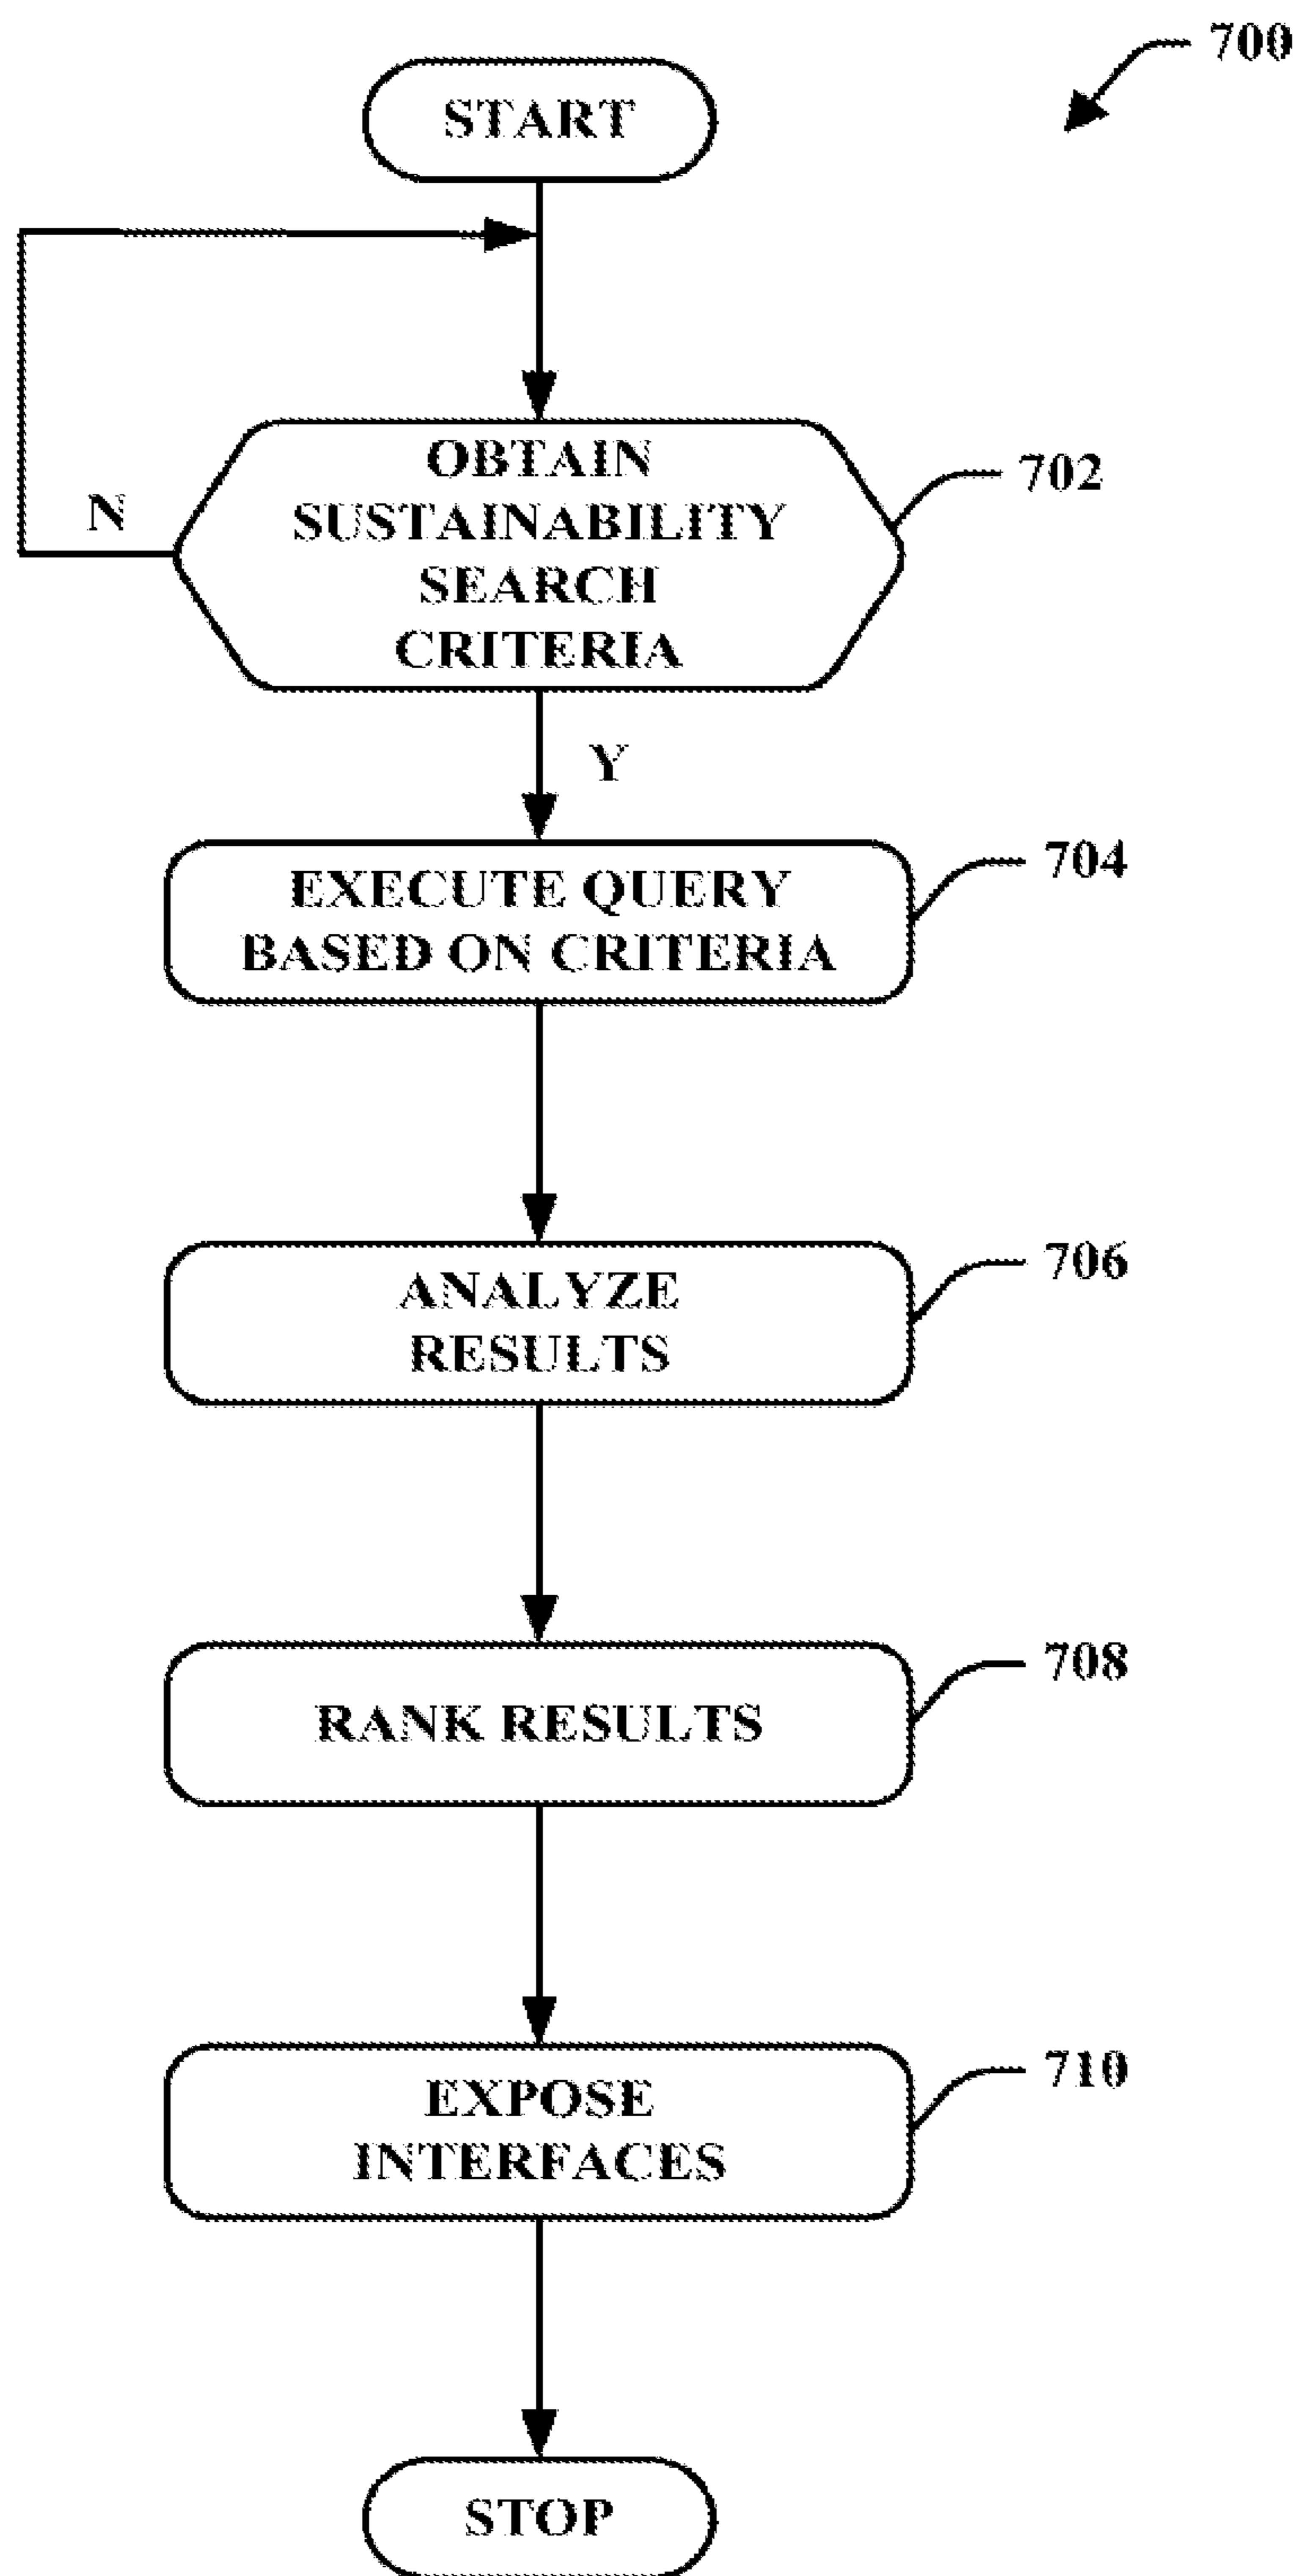 700
START
OBTAIN
SUSTAINABILITY
SEARCH
CRITERIA
702
N
Y
EXECUTE QUERY
BASED ON CRITERIA
704
ANALYZE
RESULTS
706
RANK RESULTS
708
EXPOSE
INTERFACES
710
STOP